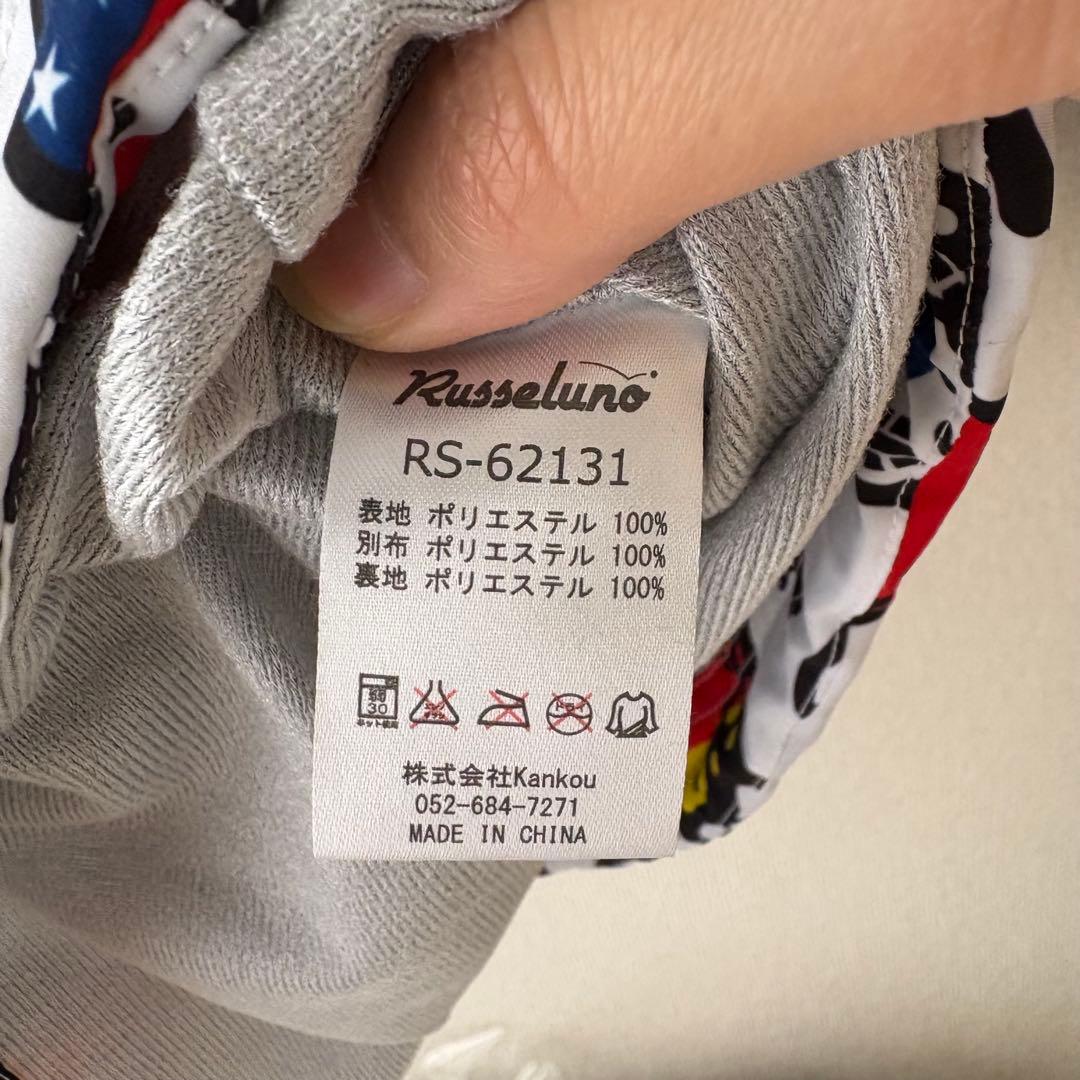 Russeluno
RS-62131
表地 ポリエステル 100%
別布 ポリエステル 100%
裏地 ポリエステル 100%
弱
30
株式会社Kankou
052-684-7271
MADE IN CHINA